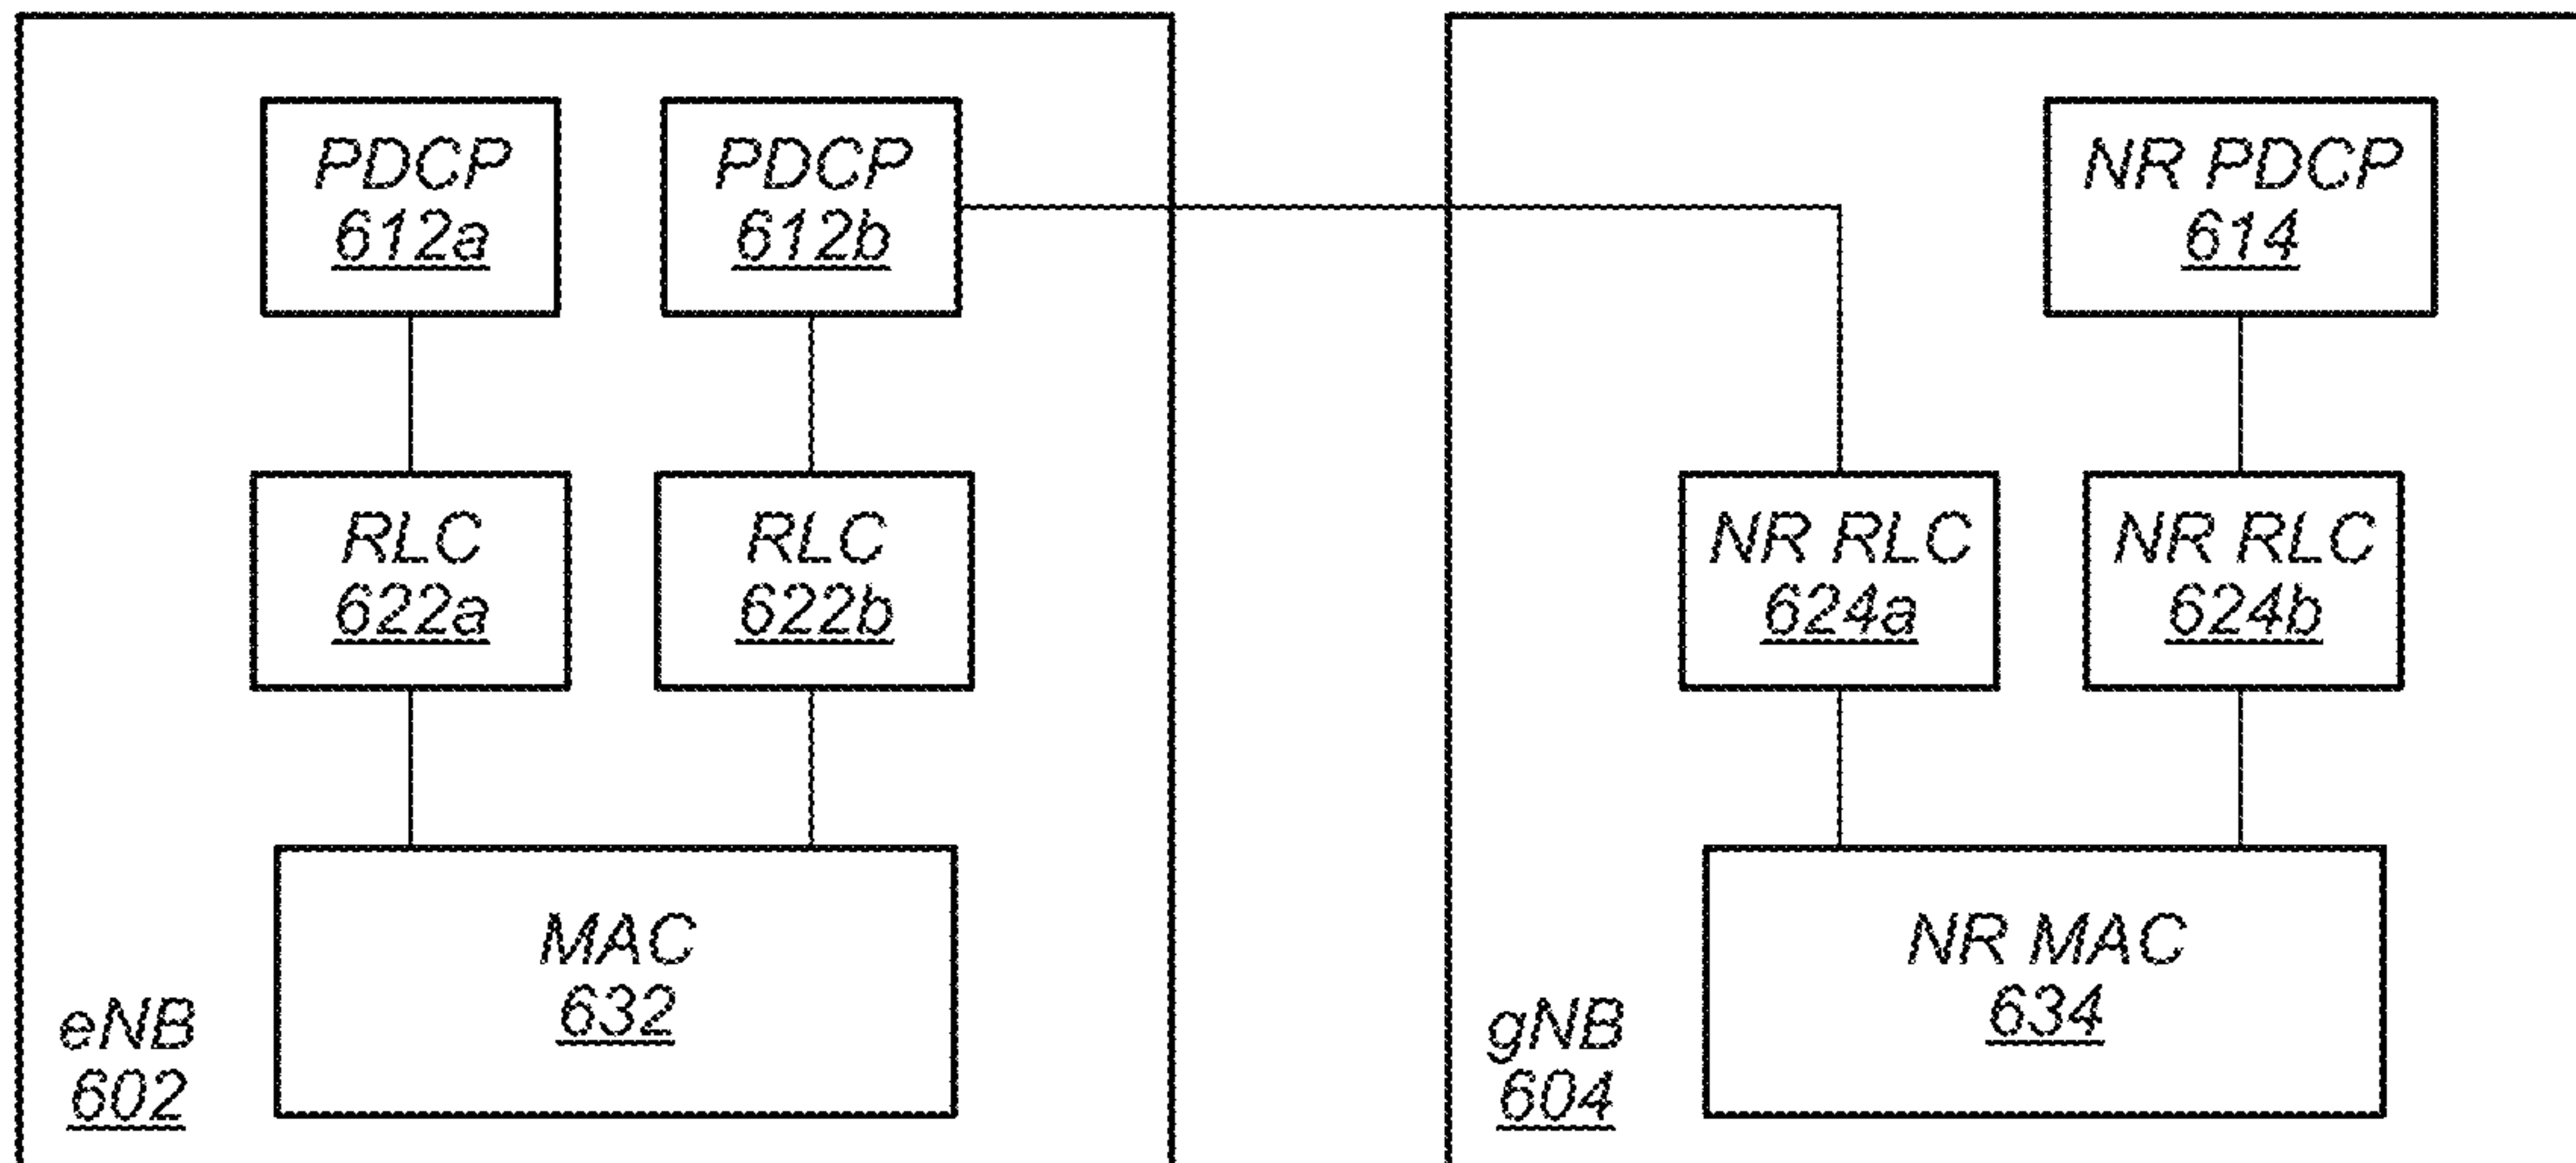 PDCP
612a
PDCP
612b
NR PDCP
614
RLC
622a
RLC
622b
NR RLC
624a
NR RLC
624b
MAC
632
eNB
602
NR MAC
634
gNB
604